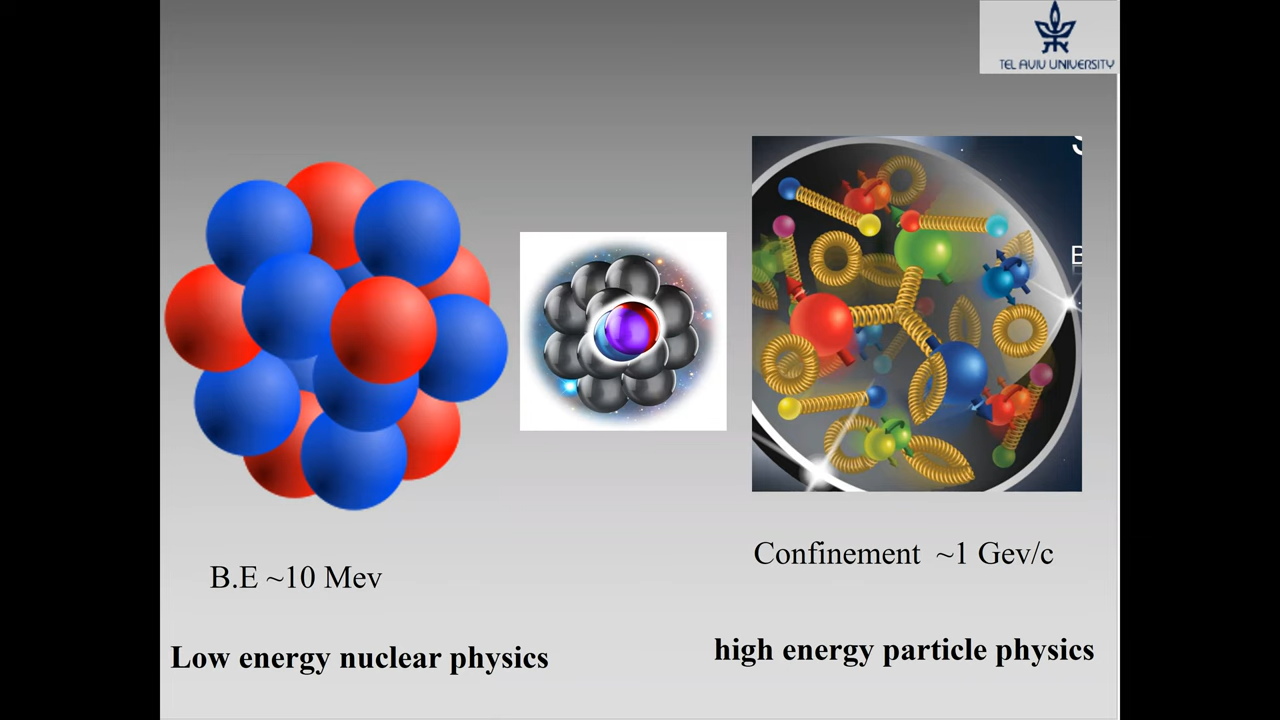 TEL AVIV UNIVERSITY
B
B.E ~10 Mev
Confinement ~1 Gev/c
Low energy nuclear physics
high energy particle physics